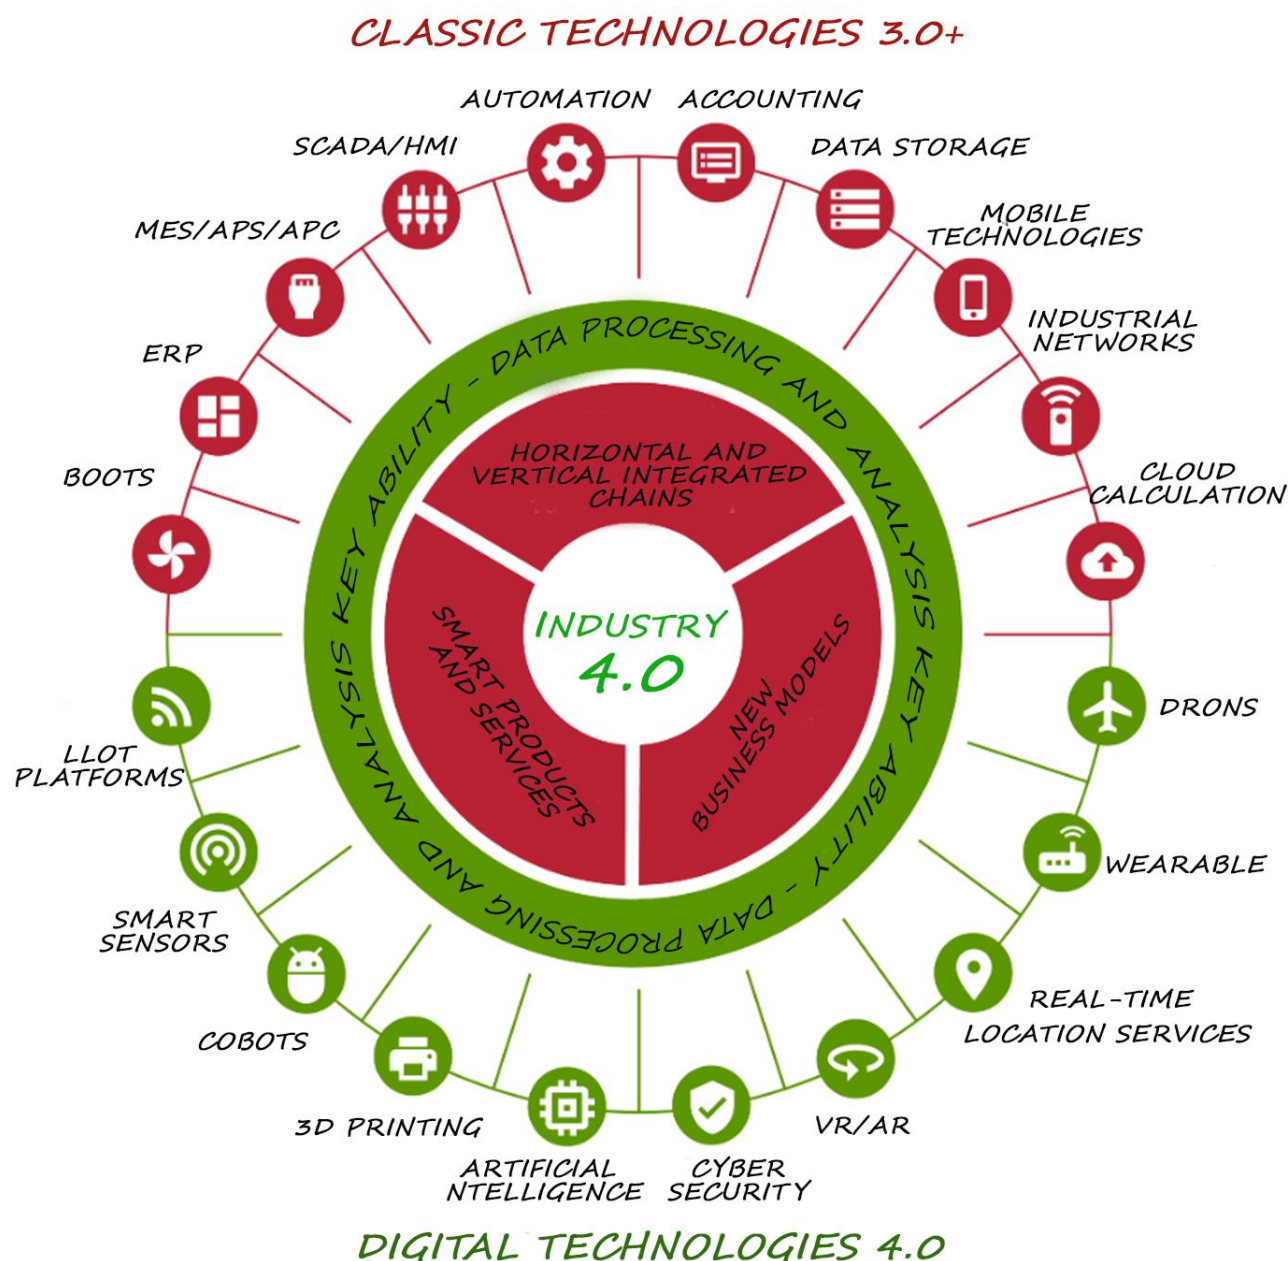 CLASSIC TECHNOLOGIES 3.0+
AUTOMATION
ACCOUNTING
SCADA/HMI
DATA STORAGE
MES/APS/APC
MOBILE
TECHNOLOGIES
ERP
INDUSTRIAL
NETWORKS
BOOTS
CLOUD
CALCULATION
KEY ABILITY - DATA PROCESSING AND ANALYSIS
KEY ABILITY - DATA PROCESSING AND ANALYSIS
HORIZONTAL AND
VERTICAL INTEGRATED
CHAINS
SMART PRODUCTS
AND SERVICES
NEW
BUSINESS MODELS
INDUSTRY
4.0
LLOT
PLATFORMS
DRONS
SMART
SENSORS
WEARABLE
COBOTS
REAL-TIME
LOCATION SERVICES
3D PRINTING
VR/AR
ARTIFICIAL
NTELLIGENCE
CYBER
SECURITY
DIGITAL TECHNOLOGIES 4.0